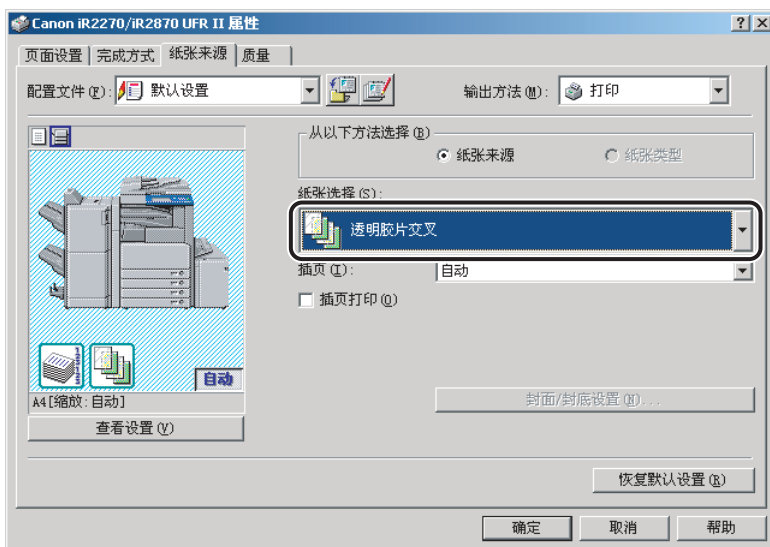 Canon iR2270/iR2870 UFR II 属性
页面设置 完成方式 纸张来源 质量
配置文件(F): 默认设置 输出方法(M): 打印
从以下方法选择(B)
纸张来源 纸张类型
纸张选择(S):
透明胶片交叉
插页(I): 自动
插页打印(O)
自动
A4[缩放:自动]
封面/封底设置(N)...
查看设置(V)
恢复默认设置(R)
确定 取消 帮助